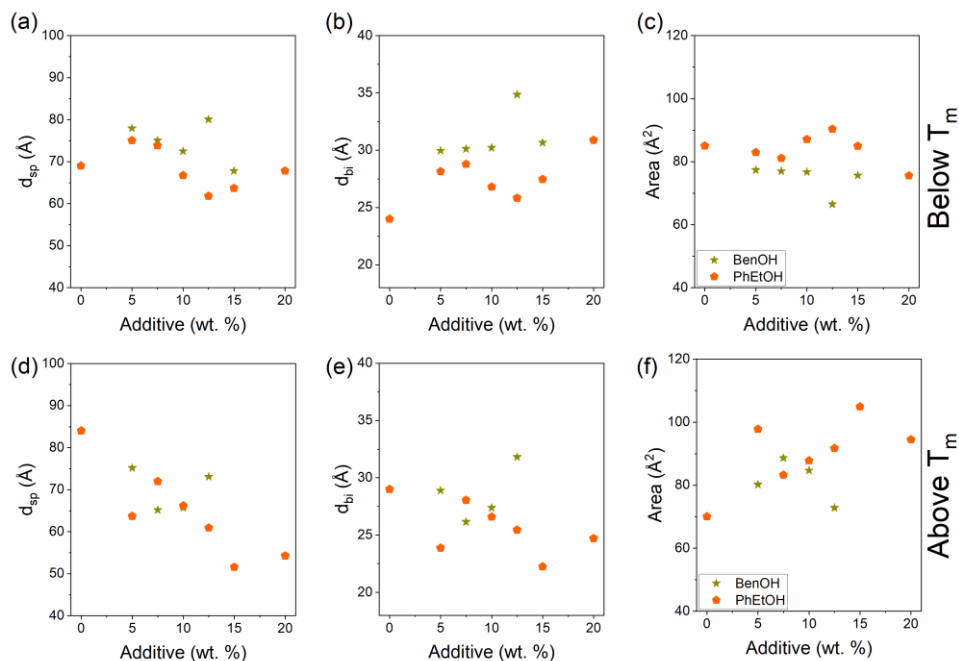 (a)
100
90
80
70
60
50
40
d_sp (Å)
0 5 10 15 20
Additive (wt. %)
(b)
40
35
30
25
20
d_bi (Å)
0 5 10 15 20
Additive (wt. %)
(c)
120
100
80
60
40
Area (Å²)
BenOH
PhEtOH
0 5 10 15 20
Additive (wt. %)
Below T_m
(d)
100
90
80
70
60
50
40
d_sp (Å)
0 5 10 15 20
Additive (wt. %)
(e)
40
35
30
25
20
d_bi (Å)
0 5 10 15 20
Additive (wt. %)
(f)
120
100
80
60
40
Area (Å²)
BenOH
PhEtOH
0 5 10 15 20
Additive (wt. %)
Above T_m